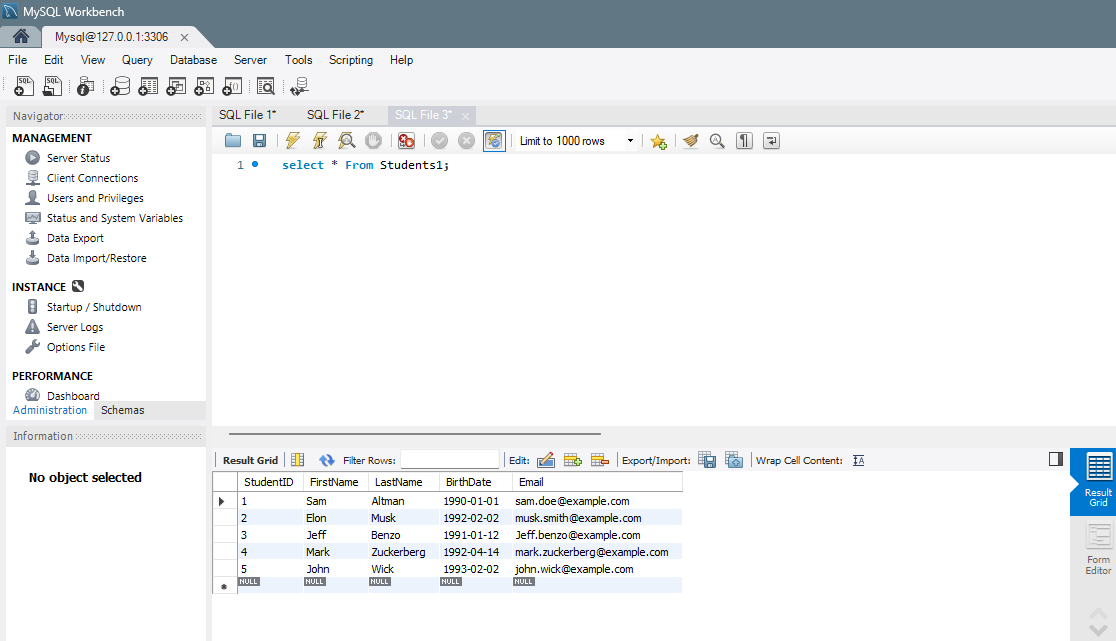 MySQL Workbench
Mysql@127.0.0.1:3306
File Edit View Query Database Server Tools Scripting Help
Navigator
MANAGEMENT
Server Status
Client Connections
Users and Privileges
Status and System Variables
Data Export
Data Import/Restore
INSTANCE
Startup / Shutdown
Server Logs
Options File
PERFORMANCE
Dashboard
Administration Schemas
Information
No object selected
SQL File 1* SQL File 2* SQL File 3*
Limit to 1000 rows
1 select * From Students1;
Result Grid Filter Rows: Edit: Export/Import: Wrap Cell Content:
StudentID FirstName LastName BirthDate Email
1 Sam Altman 1990-01-01 sam.doe@example.com
2 Elon Musk 1992-02-02 musk.smith@example.com
3 Jeff Benzo 1991-01-12 Jeff.benzo@example.com
4 Mark Zuckerberg 1992-04-14 mark.zuckerberg@example.com
5 John Wick 1993-02-02 john.wick@example.com
NULL NULL NULL NULL NULL
Result
Grid
Form
Editor